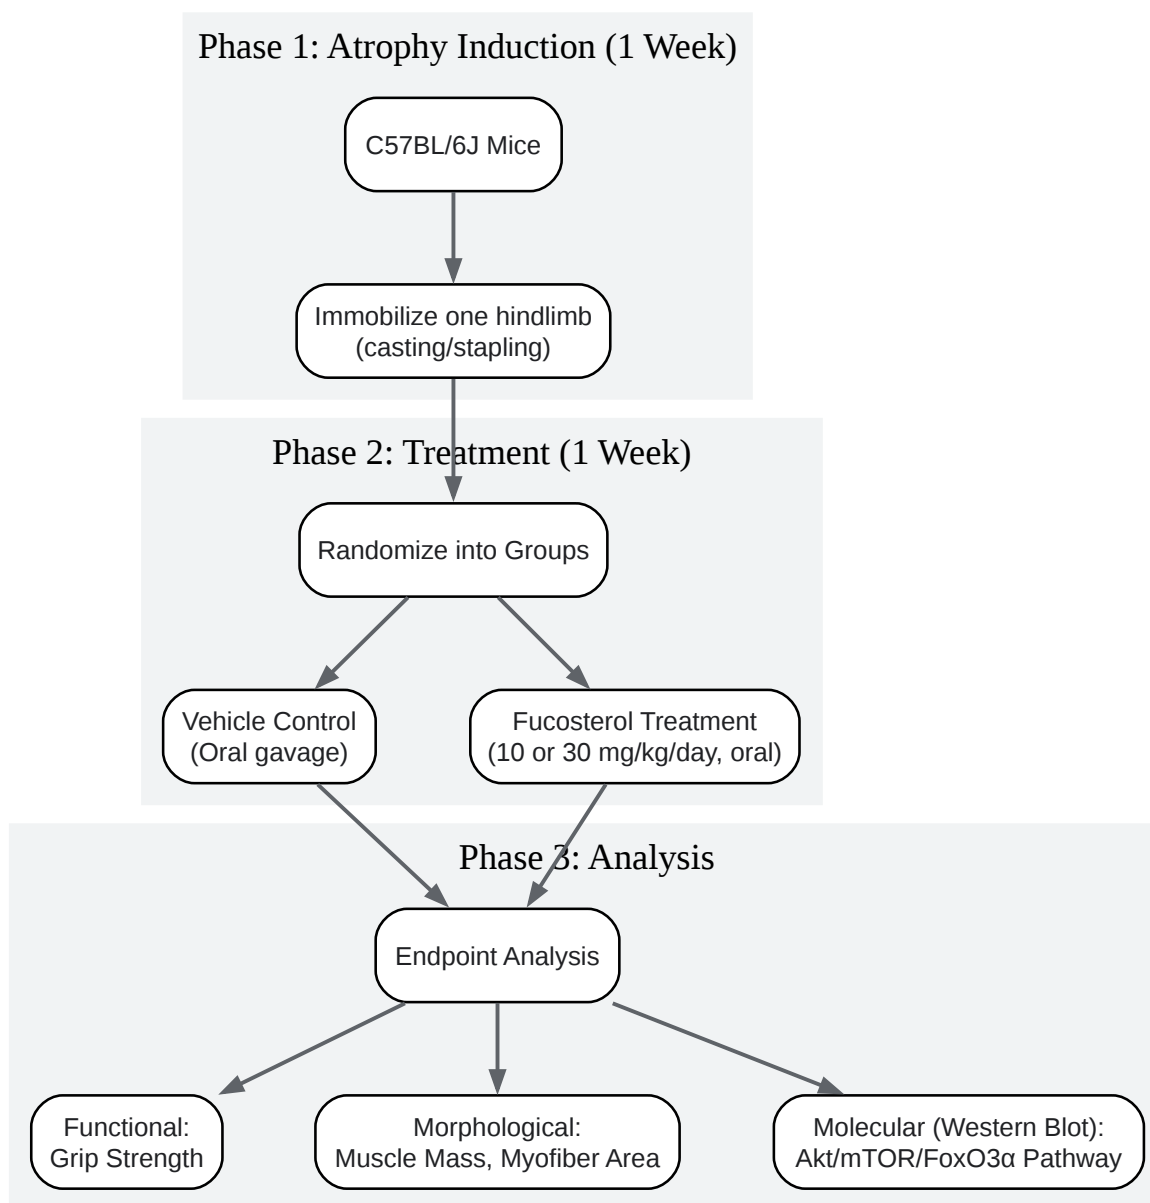 Phase 1: Atrophy Induction (1 Week)
C57BL/6J Mice
Immobilize one hindlimb
(casting/stapling)
Phase 2: Treatment (1 Week)
Randomize into Groups
Vehicle Control
(Oral gavage)
Fucosterol Treatment
(10 or 30 mg/kg/day, oral)
Phase 3: Analysis
Endpoint Analysis
Functional:
Grip Strength
Morphological:
Muscle Mass, Myofiber Area
Molecular (Western Blot):
Akt/mTOR/FoxO3α Pathway